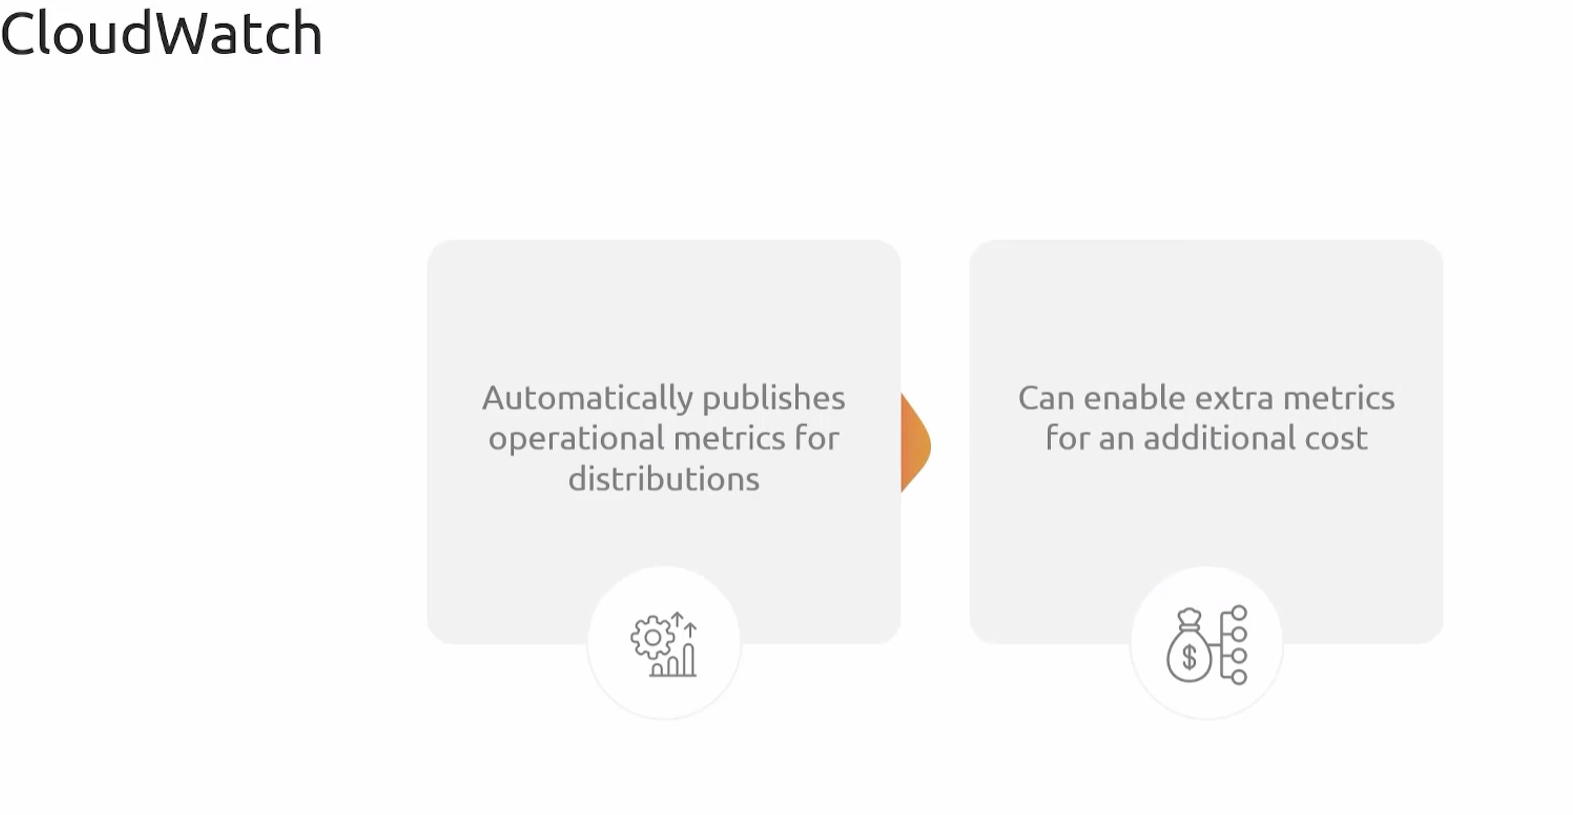 CloudWatch
Automatically publishes
operational metrics for
distributions
Can enable extra metrics
for an additional cost
$